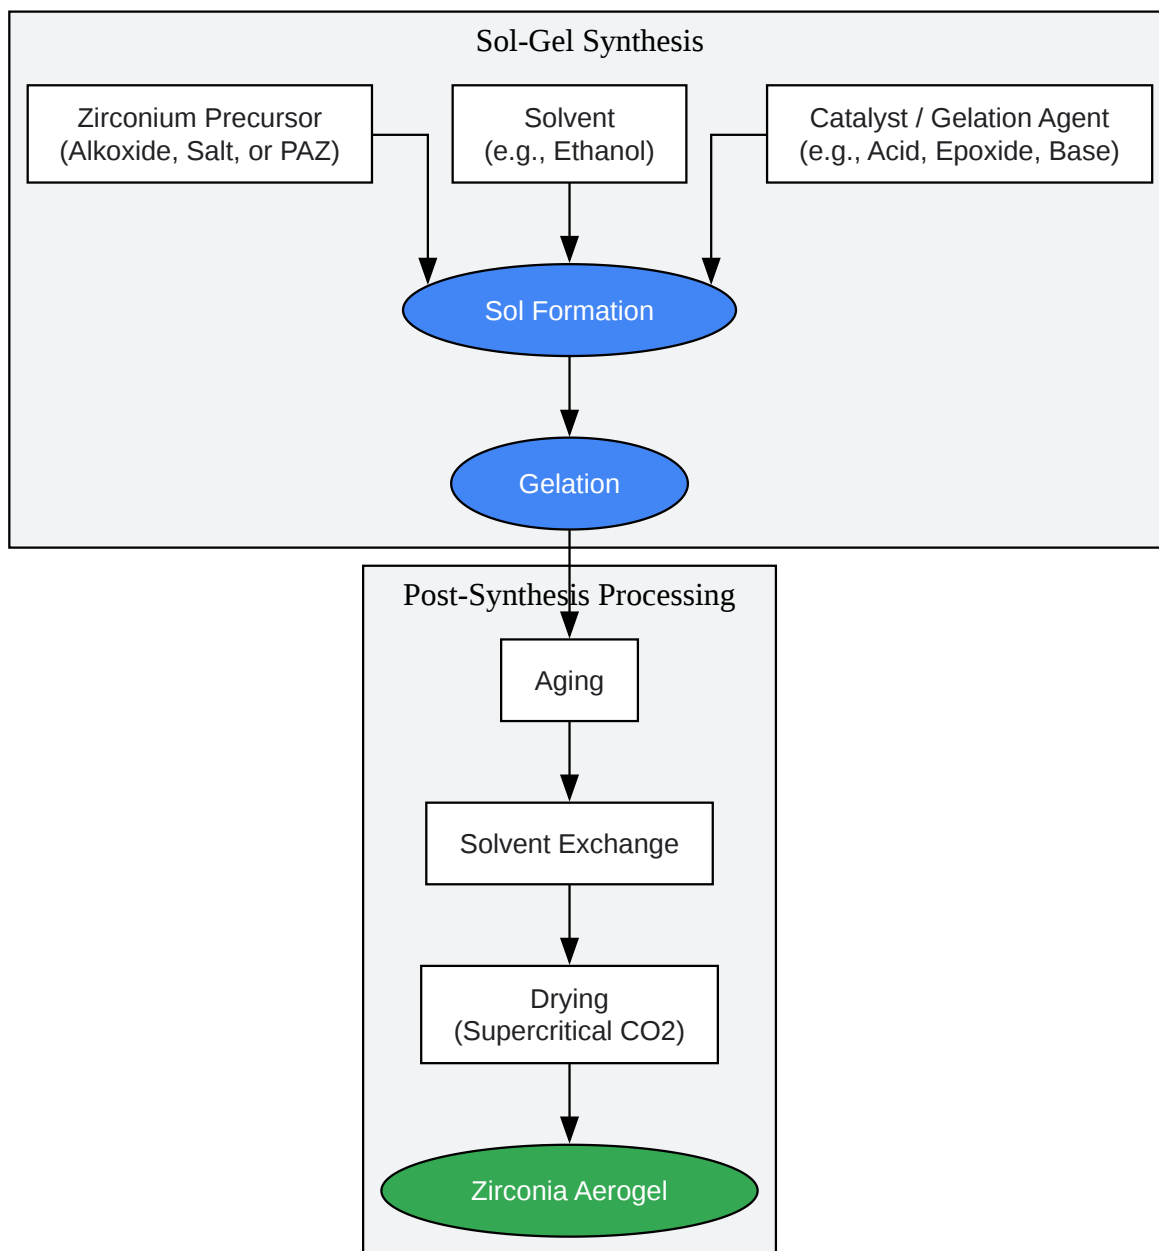 Sol-Gel Synthesis
Zirconium Precursor
(Alkoxide, Salt, or PAZ)
Solvent
(e.g., Ethanol)
Catalyst / Gelation Agent
(e.g., Acid, Epoxide, Base)
Sol Formation
Gelation
Post-Synthesis Processing
Aging
Solvent Exchange
Drying
(Supercritical CO2)
Zirconia Aerogel